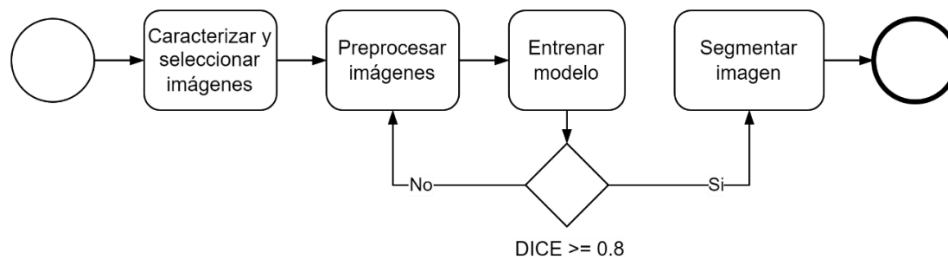 Caracterizar y
seleccionar
imágenes
Preprocesar
imágenes
Entrenar
modelo
Segmentar
imagen
No
Si
DICE >= 0.8